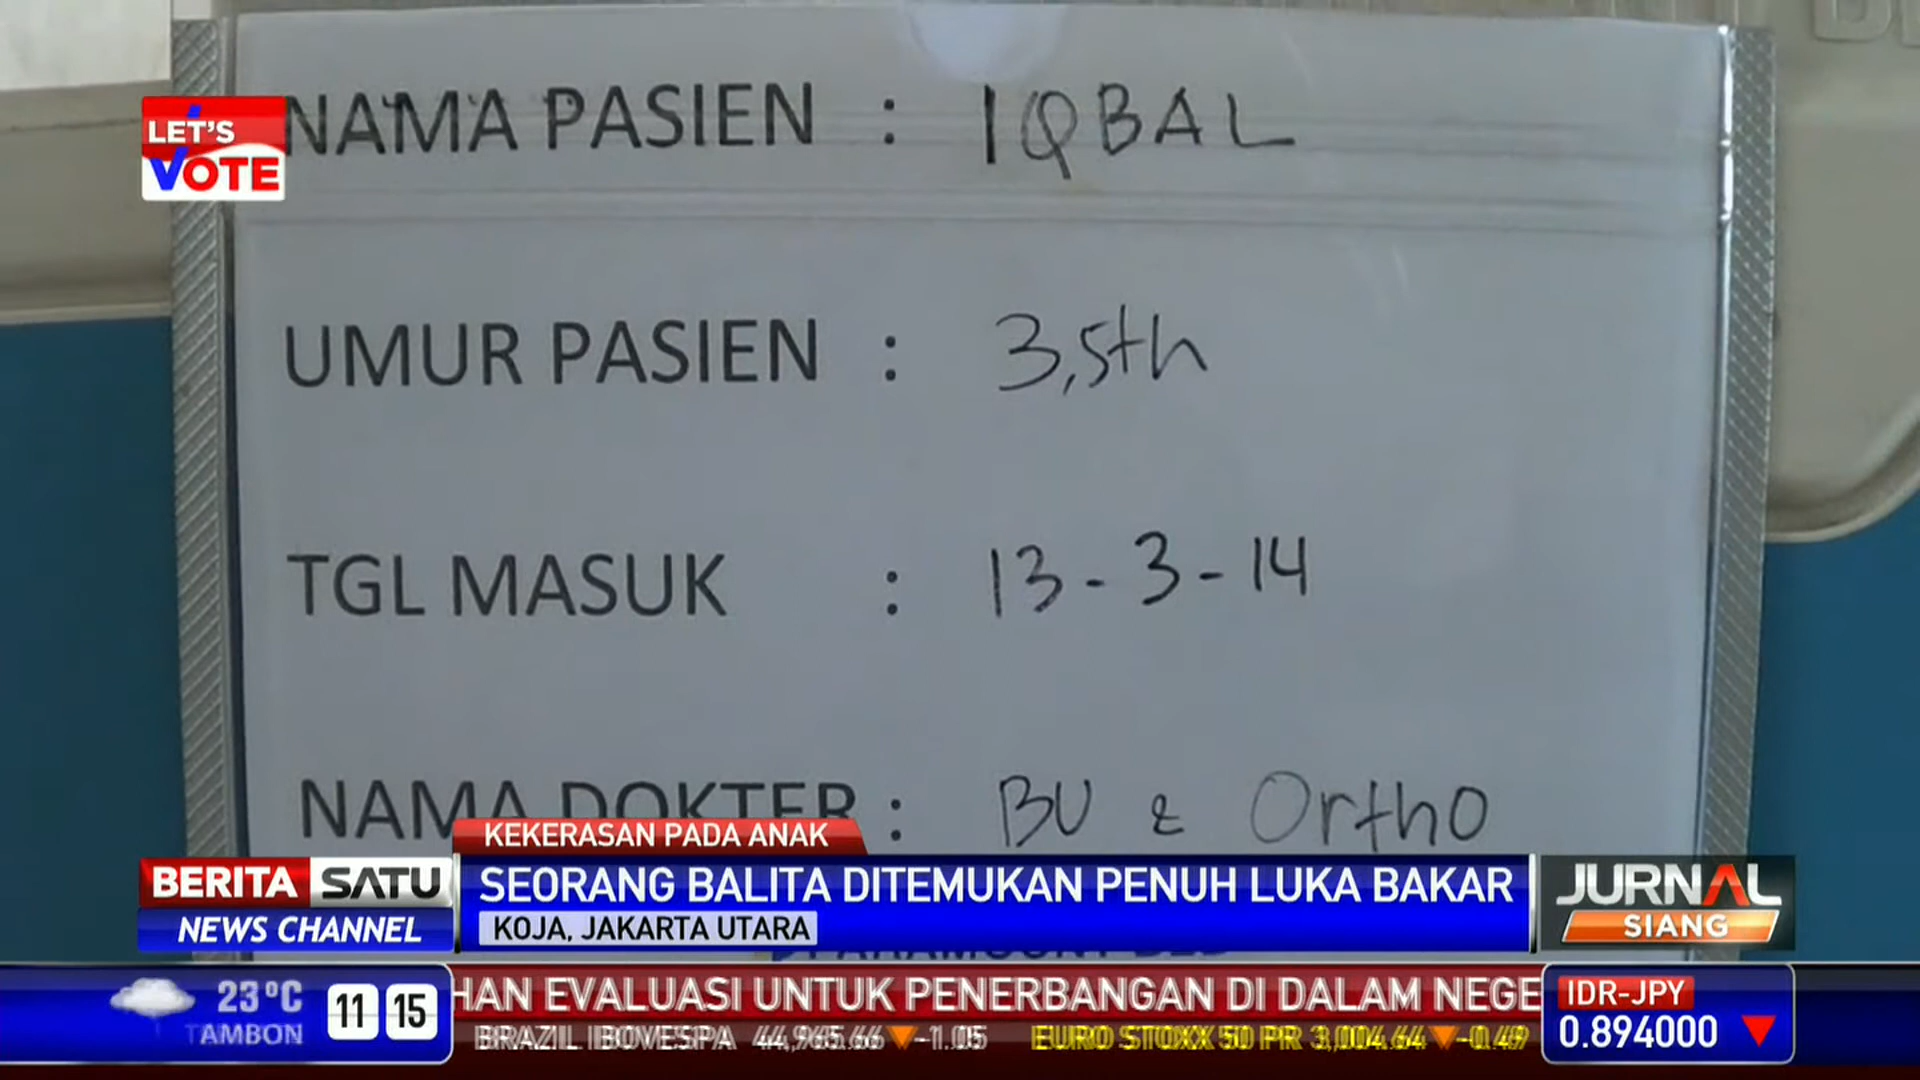 NAMA PASIEN : IQBAL
LET'S
VOTE
UMUR PASIEN : 3,5th
TGL MASUK : 13-3-14
NAMA DOKTER : BU & Ortho
KEKERASAN PADA ANAK
BERITA SATU
NEWS CHANNEL
SEORANG BALITA DITEMUKAN PENUH LUKA BAKAR
KOJA, JAKARTA UTARA
JURNAL
SIANG
23°C
AMBON
11 15
HAN EVALUASI UNTUK PENERBANGAN DI DALAM NEGE
BRAZIL IBOVESPA 44,965.66 ▼ -1.05 EURO STOXX 50 PR 3,004.64 ▼ -0.49
IDR-JPY
0.894000 ▼